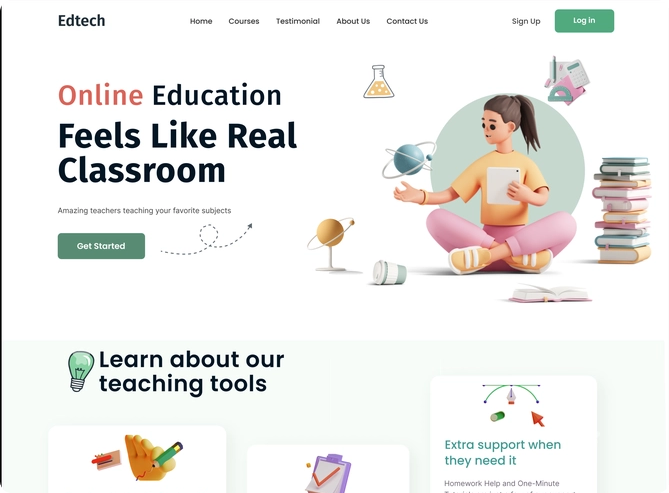 Edtech
Home Courses Testimonial About Us Contact Us
Sign Up Log in
Online Education
Feels Like Real
Classroom
Amazing teachers teaching your favorite subjects
Get Started
Learn about our
teaching tools
Extra support when
they need it
Homework Help and One-Minute